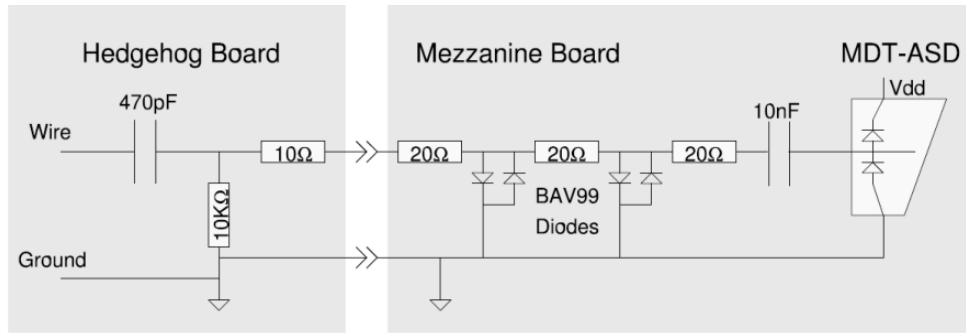 Hedgehog Board
Mezzanine Board
MDT-ASD
Vdd
470pF
10nF
Wire
10Ω
20Ω
20Ω
20Ω
10KΩ
BAV99
Diodes
Ground